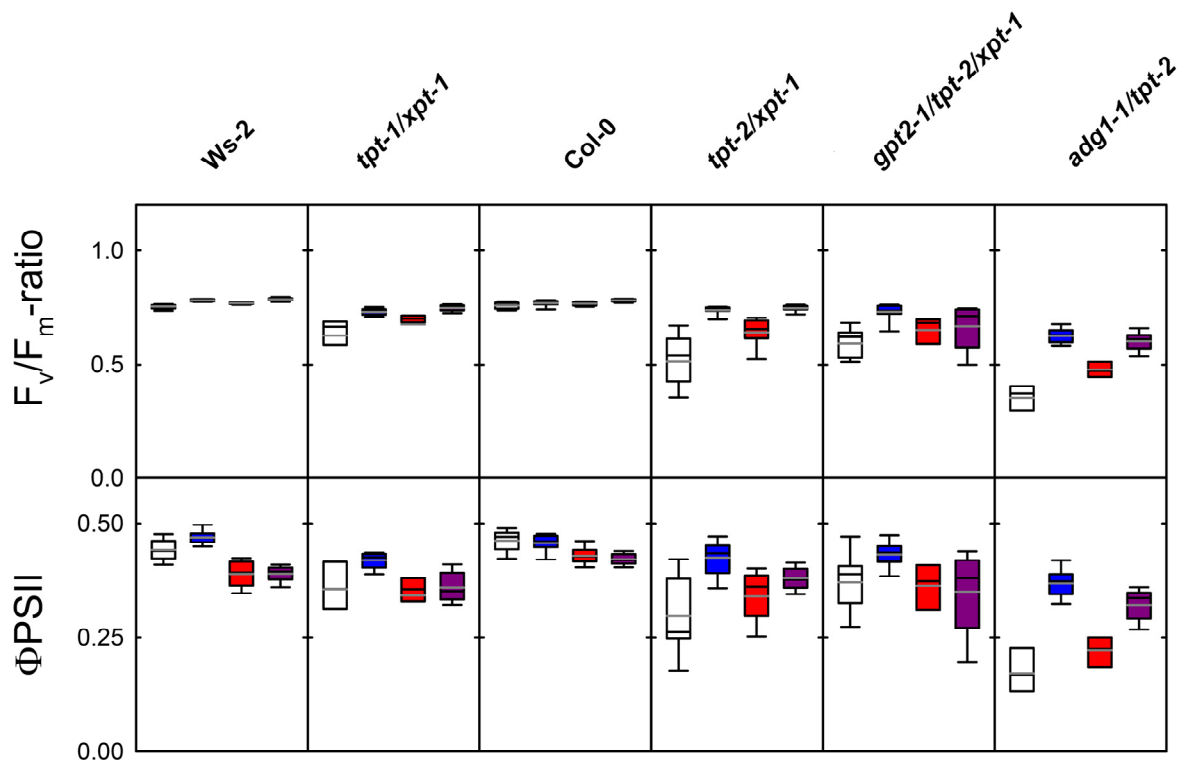 Ws-2
tpt-1/xpt-1
Col-0
tpt-2/xpt-1
gpt2-1/tpt-2/xpt-1
adg1-1/tpt-2
Fv/Fm-ratio
1.0
0.5
0.0
ΦPSII
0.50
0.25
0.00